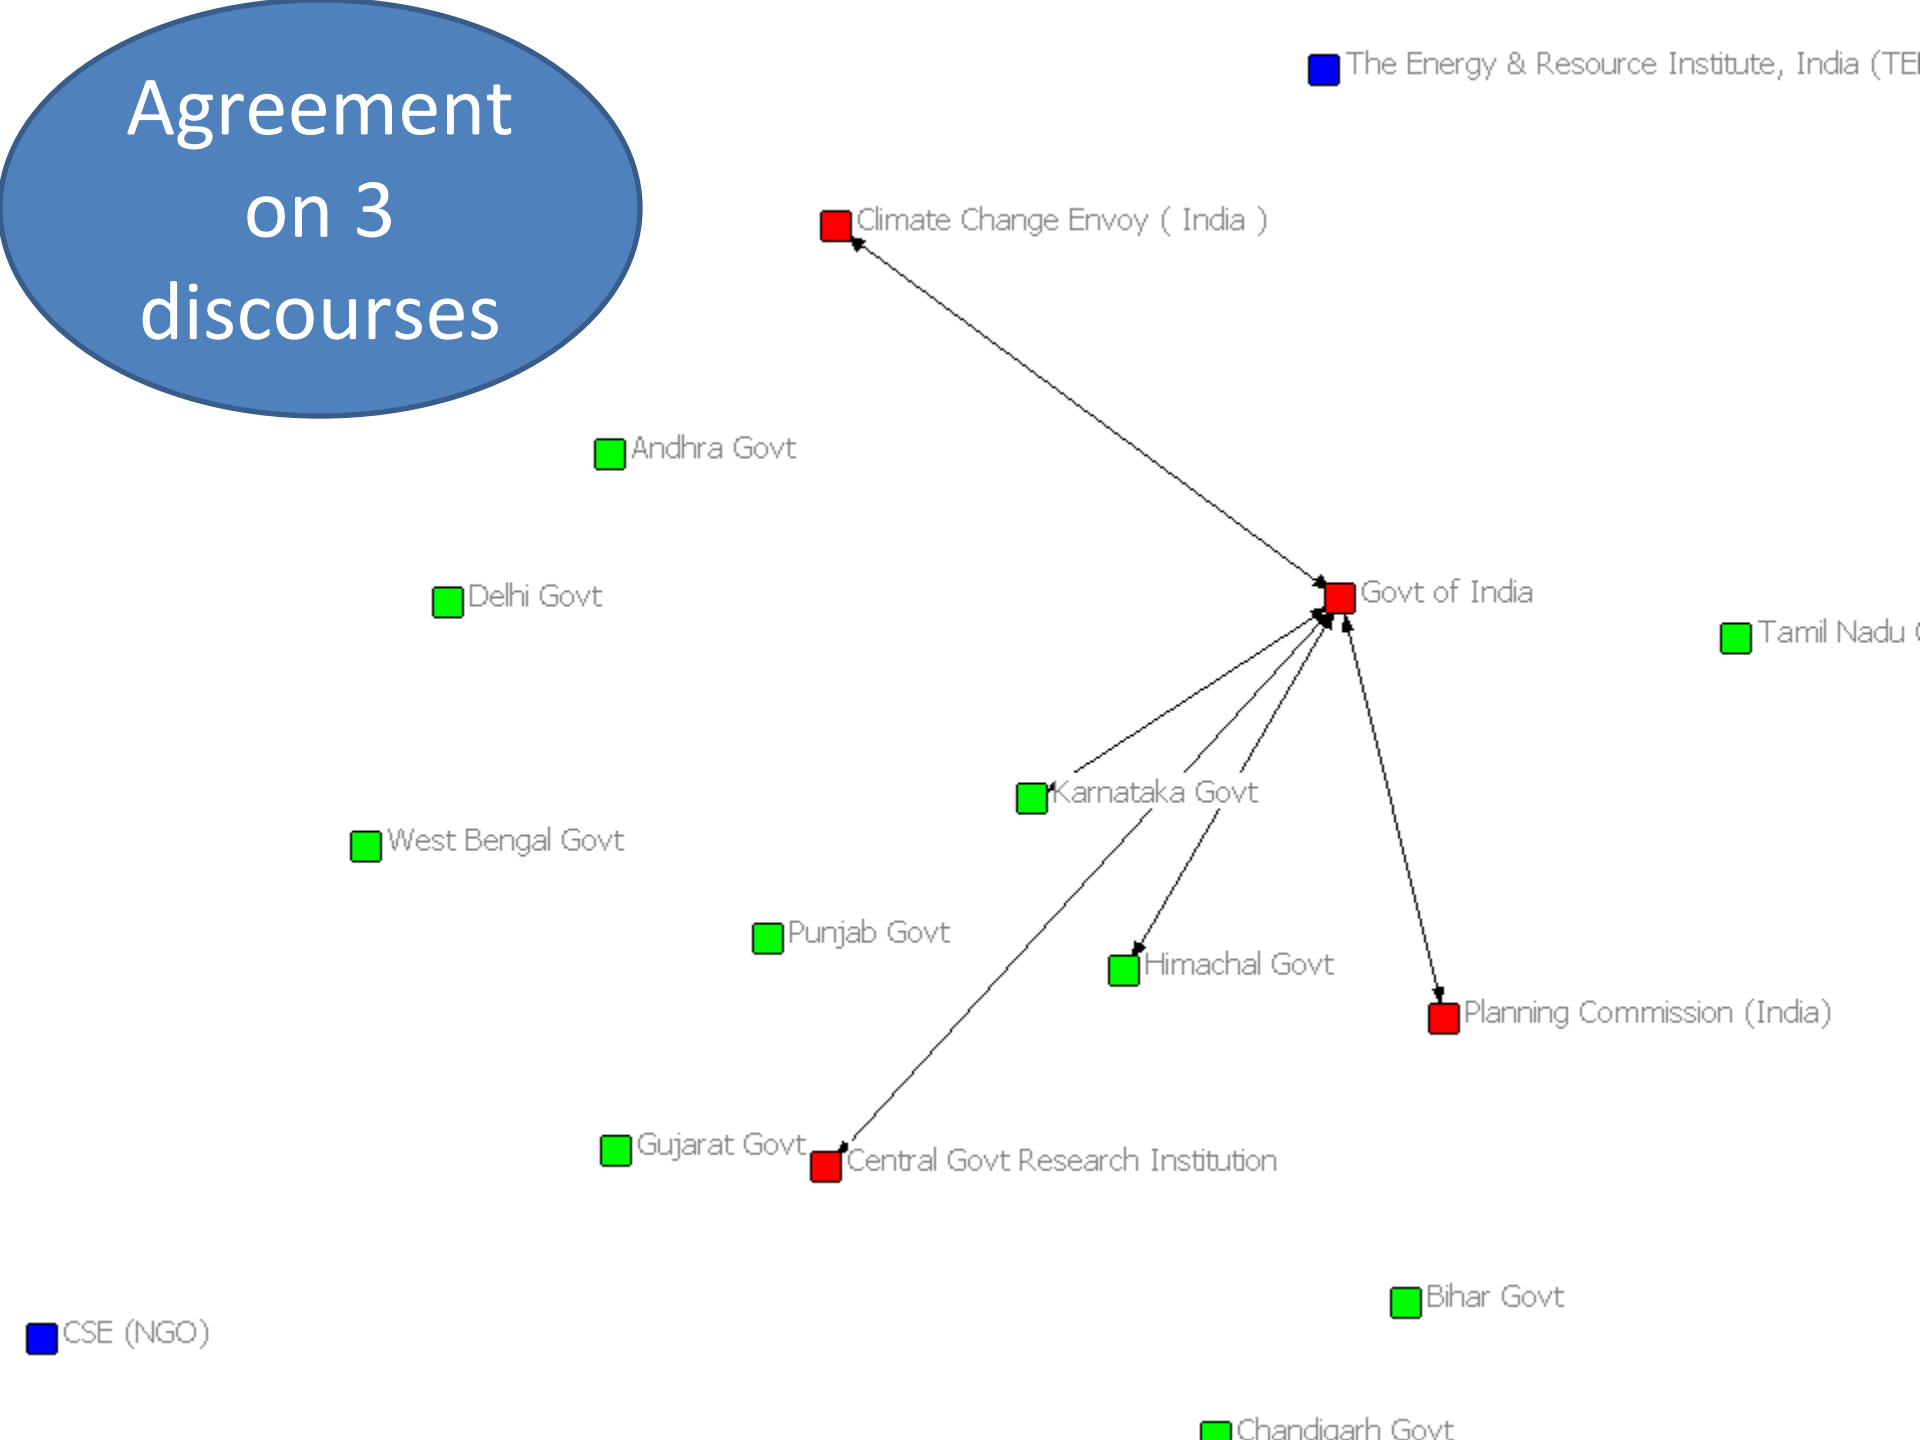 Agreement
on 3
discourses
The Energy & Resource Institute, India
Climate Change Envoy ( India )
Andhra Govt
Delhi Govt
Govt of India
Tamil Nadu
Karnataka Govt
West Bengal Govt
Punjab Govt
Himachal Govt
Planning Commission (India)
Gujarat Govt
Central Govt Research Institution
Bihar Govt
CSE (NGO)
Chandigarh Govt